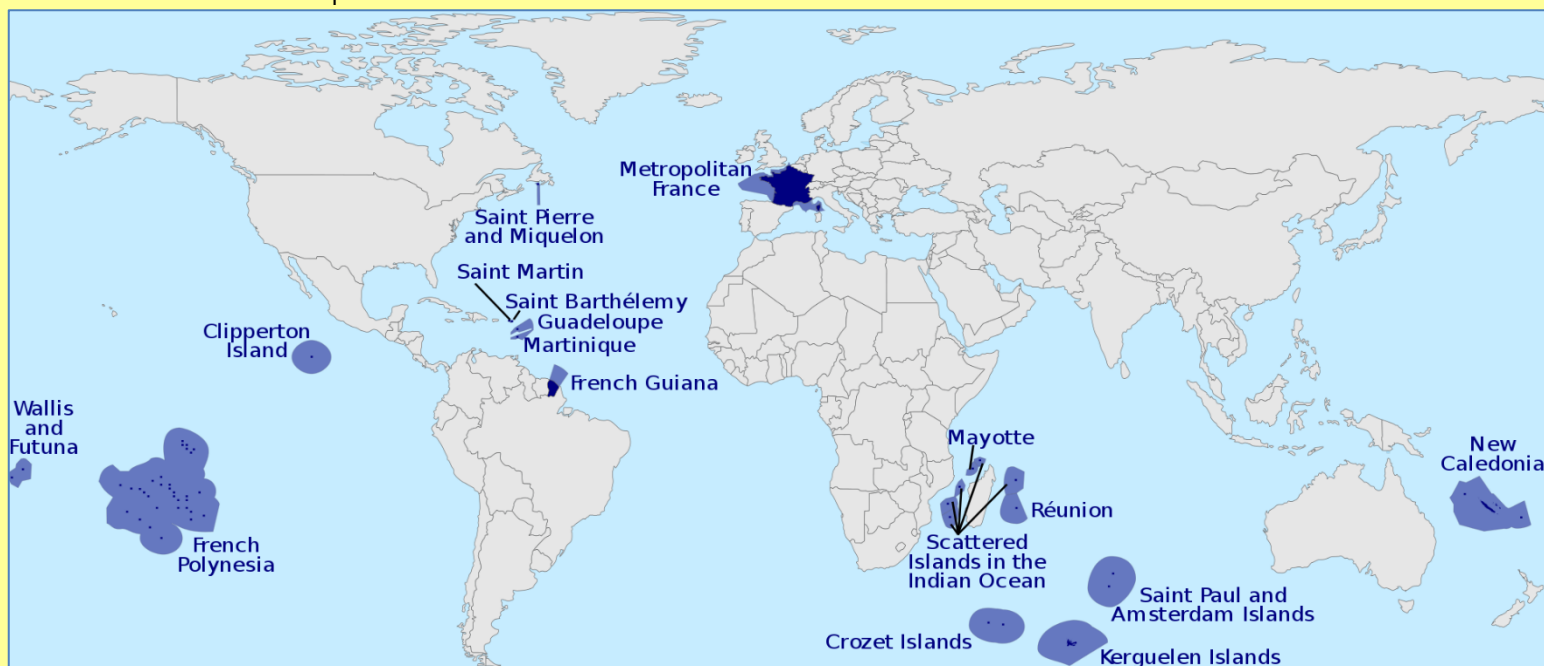 Metropolitan
France
Saint Pierre
and Miquelon
Saint Martin
Saint Barthélemy
Guadeloupe
Martinique
Clipperton
Island
French Guiana
Wallis
and
Futuna
French
Polynesia
Mayotte
Réunion
Scattered
Islands in the
Indian Ocean
New
Caledonia
Saint Paul and
Amsterdam Islands
Crozet Islands
Kerguelen Islands